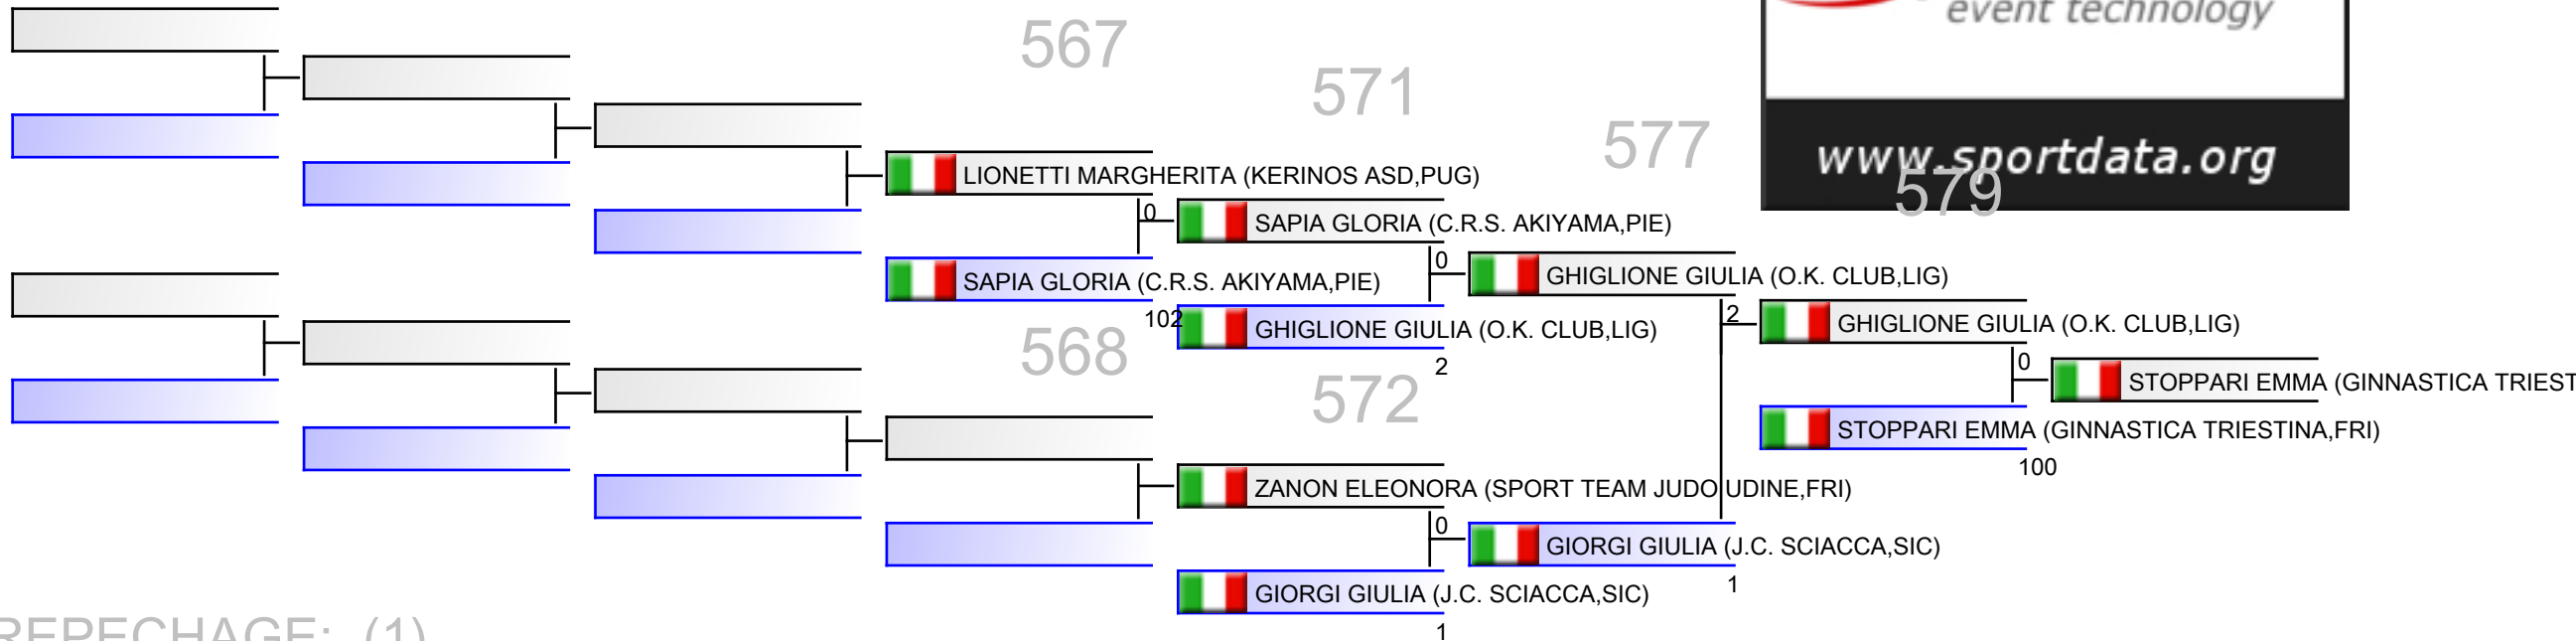 event technology
567
571
577
www.sportdata.org
579
LIONETTI MARGHERITA (KERINOS ASD,PUG)
0
SAPIA GLORIA (C.R.S. AKIYAMA,PIE)
0
GHIGLIONE GIULIA (O.K. CLUB,LIG)
SAPIA GLORIA (C.R.S. AKIYAMA,PIE)
102
GHIGLIONE GIULIA (O.K. CLUB,LIG)
2
2
GHIGLIONE GIULIA (O.K. CLUB,LIG)
0
568
572
STOPPARI EMMA (GINNASTICA TRIEST
STOPPARI EMMA (GINNASTICA TRIESTINA,FRI)
100
ZANON ELEONORA (SPORT TEAM JUDO UDINE,FRI)
0
GIORGI GIULIA (J.C. SCIACCA,SIC)
1
GIORGI GIULIA (J.C. SCIACCA,SIC)
1
REPECHAGE: (1)